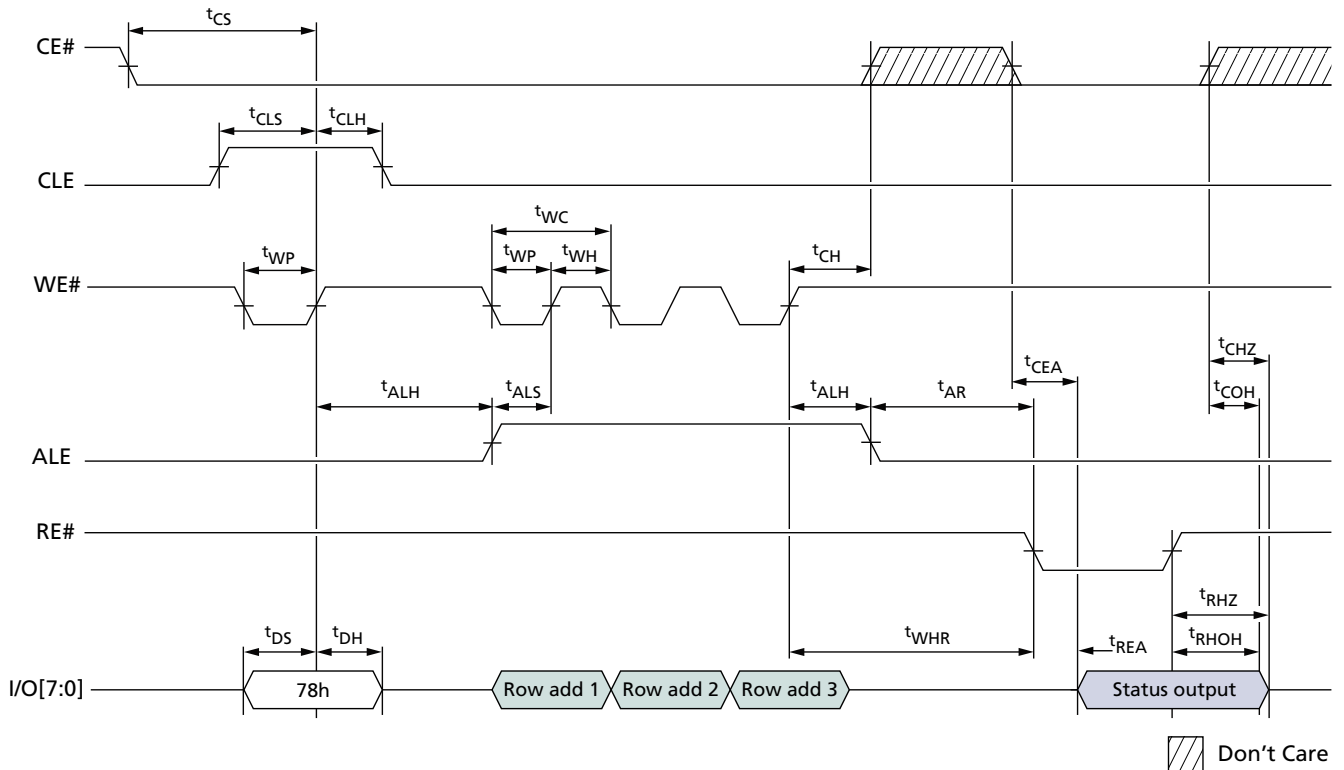 tCS
CE#
tCLS
tCLH
CLE
tWC
tWP
tWP
tWH
tCH
WE#
tCHZ
tCEA
tALH
tALS
tALH
tAR
tCOH
ALE
RE#
tRHZ
tDS
tDH
tWHR
tREA
tRHOH
I/O[7:0]
78h
Row add 1
Row add 2
Row add 3
Status output
Don't Care